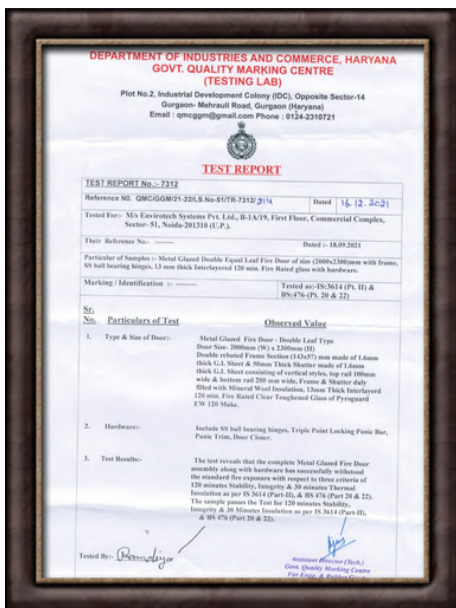 DEPARTMENT OF INDUSTRIES AND COMMERCE, HARYANA
GOVT. QUALITY MARKING CENTRE
(TESTING LAB)
Plot No.2, Industrial Development Colony (IDC), Opposite Sector-14
Gurgaon- Mehrauli Road, Gurgaon (Haryana)
Email : qmcggm@gmail.com Phone : 0124-2310721
TEST REPORT
TEST REPORT No.:- 7312
Reference N0. QMC/GGM/21-22/LS.No-51/TR-7312/214 Dated 16.12.2021
Tested For:- M/s Envirotech Systems Pvt. Ltd., B-1A/19, First Floor, Commercial Complex,
Sector- 51, Noida-201310 (U.P.).
Their Reference No.- -------- Dated :- 18.09.2021
Particular of Samples :- Metal Glazed Double Equal Leaf Fire Door of size (2000x2300)mm with frame,
SS ball bearing hinges, 13 mm thick Interlayered 120 min. Fire Rated glass with hardware.
Marking / Identification :- ------ Tested as:-IS:3614 (Pt. II) &
BS:476-(Pt. 20 & 22)
Sr.
No. Particulars of Test Observed Value
1. Type & Size of Door:- Metal Glazed Fire Door - Double Leaf Type
Door Size- 2000mm (W) x 2300mm (H)
Double rebated Frame Section (143x57) mm made of 1.6mm
thick G.I. Sheet & 50mm Thick Shutter made of 1.6mm
thick G.I. Sheet consisting of vertical styles, top rail 100mm
wide & bottom rail 200 mm wide, Frame & Shutter duly
filled with Mineral Wool Insulation, 13mm Thick Interlayerd
120 min. Fire Rated Clear Toughened Glass of Pyroguard
EW 120 Make.
2. Hardware:- Include SS ball bearing hinges, Triple Point Locking Panic Bar,
Panic Trim, Door Closer.
3. Test Results:- The test reveals that the complete Metal Glazed Fire Door
assembly along with hardware has successfully withstood
the standard fire exposure with respect to three criteria of
120 minutes Stability, Integrity & 30 minutes Thermal
Insulation as per IS 3614 (Part-II), & BS 476 (Part 20 & 22).
The sample passes the Test for 120 minutes Stability,
Integrity & 30 Minutes Insulation as per IS 3614 (Part-II),
& BS 476 (Part 20 & 22).
Tested By:- Ramdiya
Assistant Director (Tech.)
Govt. Quality Marking Centre
For Engg. & Rubber